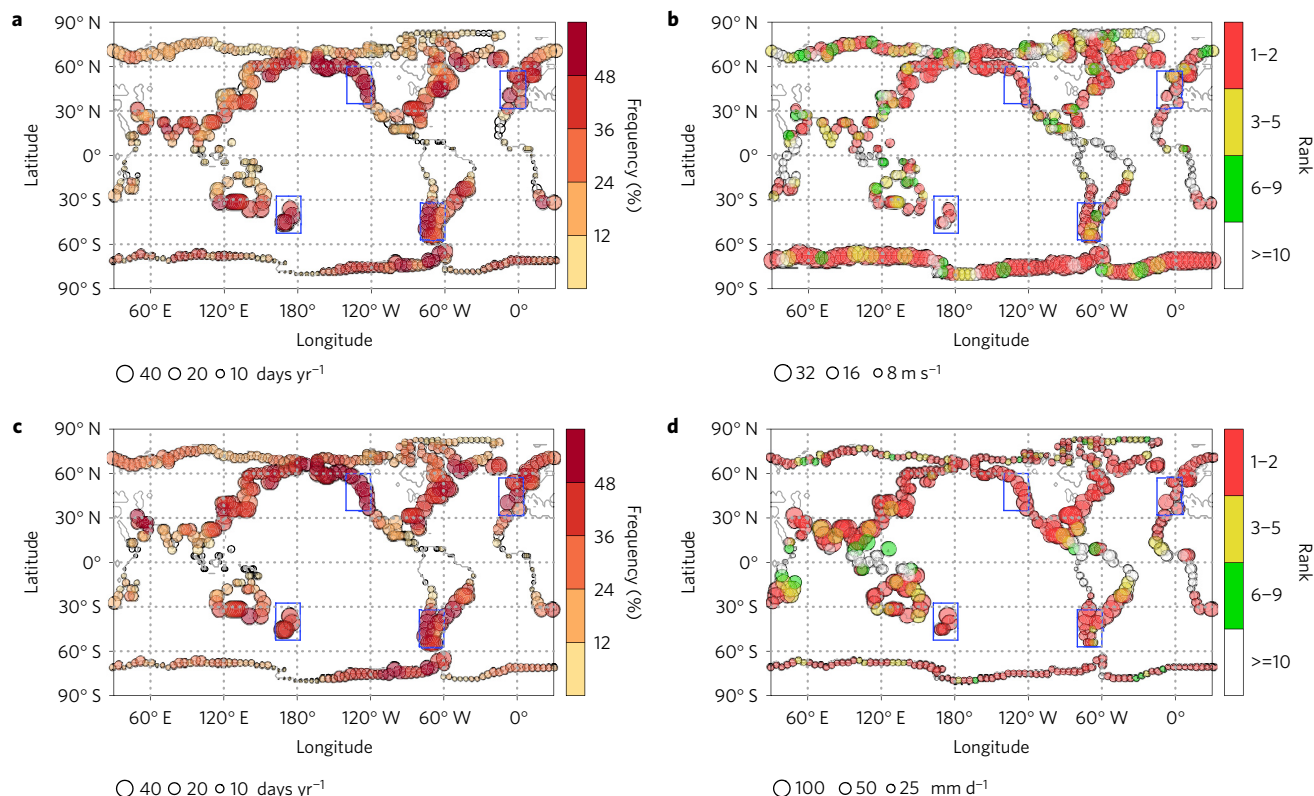 a
90° N
60° N
30° N
0°
30° S
60° S
90° S
Latitude
60° E 120° E 180° 120° W 60° W 0°
Longitude
48
36
24
12
Frequency (%)
40 20 10 days yr⁻¹
b
90° N
60° N
30° N
0°
30° S
60° S
90° S
Latitude
60° E 120° E 180° 120° W 60° W 0°
Longitude
1–2
3–5
6–9
>=10
Rank
32 16 8 m s⁻¹
c
90° N
60° N
30° N
0°
30° S
60° S
90° S
Latitude
60° E 120° E 180° 120° W 60° W 0°
Longitude
48
36
24
12
Frequency (%)
40 20 10 days yr⁻¹
d
90° N
60° N
30° N
0°
30° S
60° S
90° S
Latitude
60° E 120° E 180° 120° W 60° W 0°
Longitude
1–2
3–5
6–9
>=10
Rank
100 50 25 mm d⁻¹